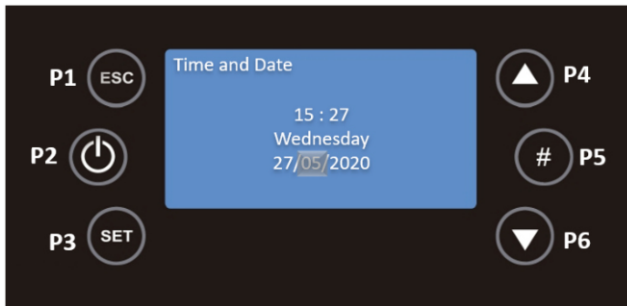 Time and Date
P1 ESC
15 : 27
P4
Wednesday
P2
27/05/2020
# P5
P3 SET
P6